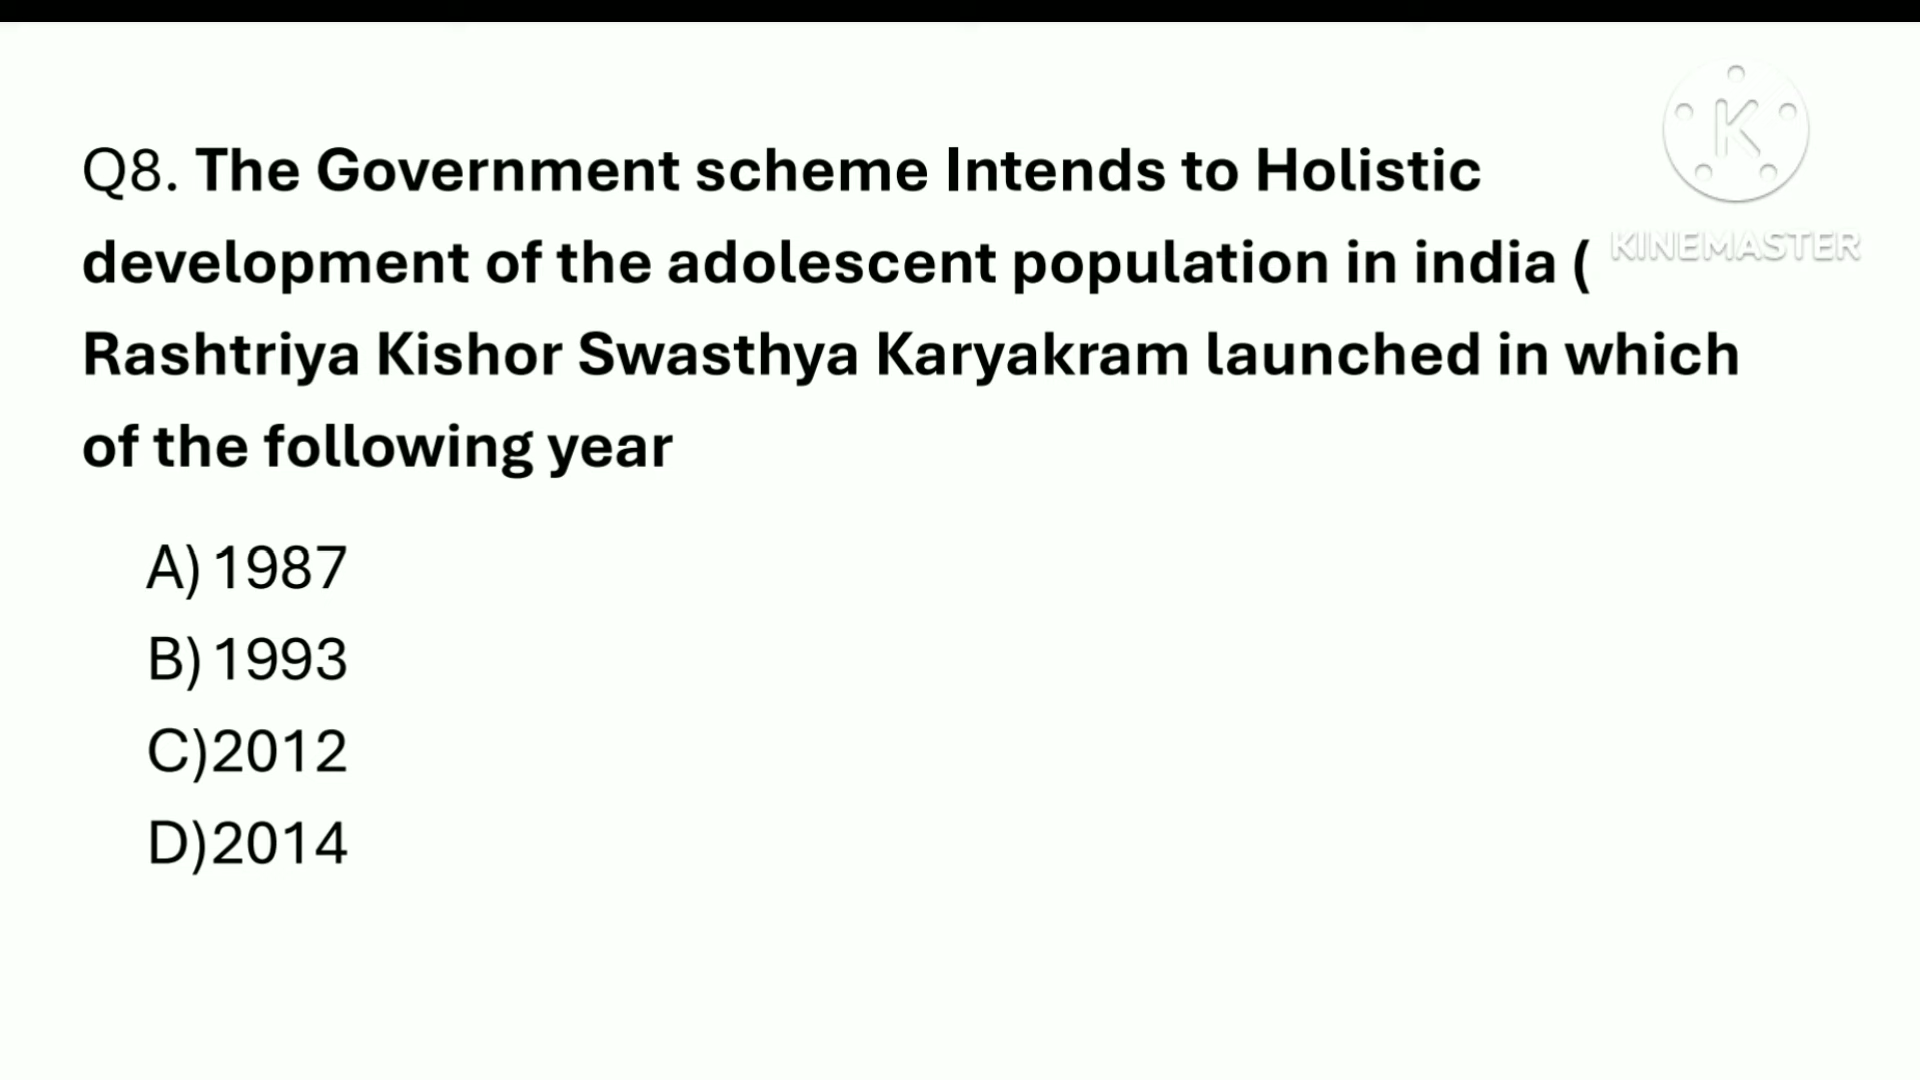 K
KINEMASTER
Q8. The Government scheme Intends to Holistic
development of the adolescent population in india (
Rashtriya Kishor Swasthya Karyakram launched in which
of the following year
A) 1987
B) 1993
C)2012
D)2014